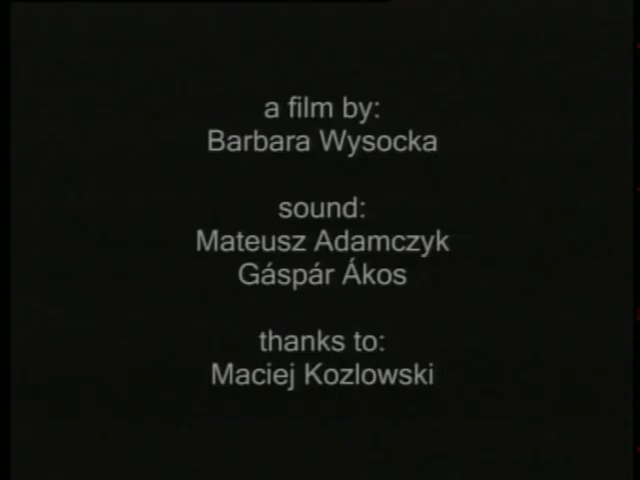 a film by:
Barbara Wysocka
sound:
Mateusz Adamczyk
Gáspár Ákos
thanks to:
Maciej Kozlowski